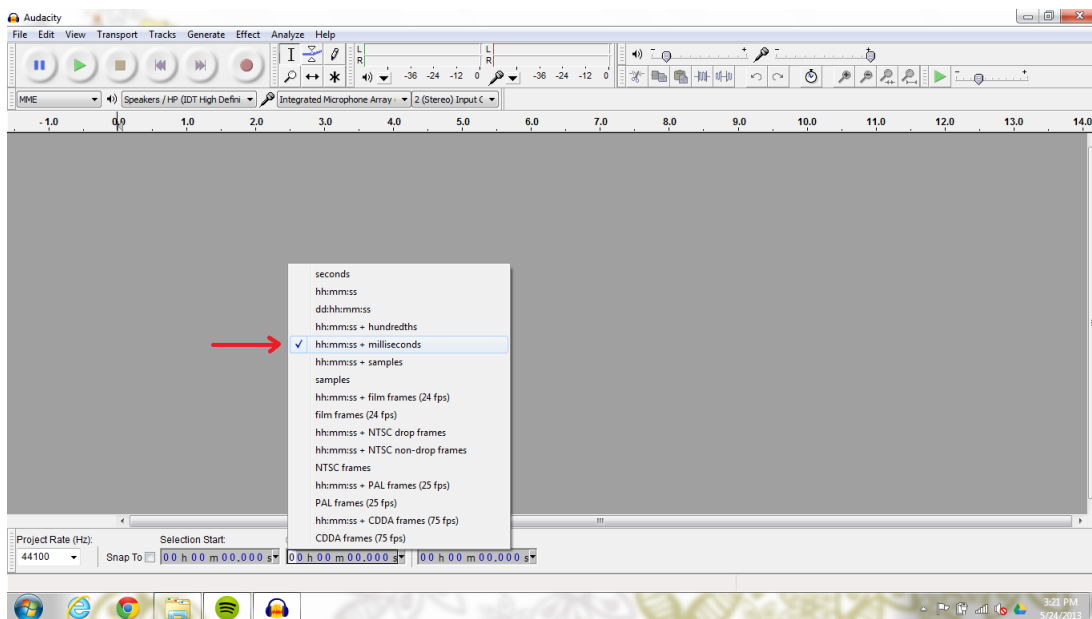 Audacity
File Edit View Transport Tracks Generate Effect Analyze Help
L
R
-36 -24 -12 0
L
R
-36 -24 -12 0
MME
Speakers / HP (IDT High Defini
Integrated Microphone Array
2 (Stereo) Input C
- 1.0 0.0 1.0 2.0 3.0 4.0 5.0 6.0 7.0 8.0 9.0 10.0 11.0 12.0 13.0 14.0
seconds
hh:mm:ss
dd:hh:mm:ss
hh:mm:ss + hundredths
hh:mm:ss + milliseconds
hh:mm:ss + samples
samples
hh:mm:ss + film frames (24 fps)
film frames (24 fps)
hh:mm:ss + NTSC drop frames
hh:mm:ss + NTSC non-drop frames
NTSC frames
hh:mm:ss + PAL frames (25 fps)
PAL frames (25 fps)
hh:mm:ss + CDDA frames (75 fps)
CDDA frames (75 fps)
Project Rate (Hz): Selection Start:
44100 Snap To 00 h 00 m 00.000 s 00 h 00 m 00.000 s 00 h 00 m 00.000 s
3:21 PM
5/24/2013